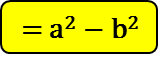 = a² − b²